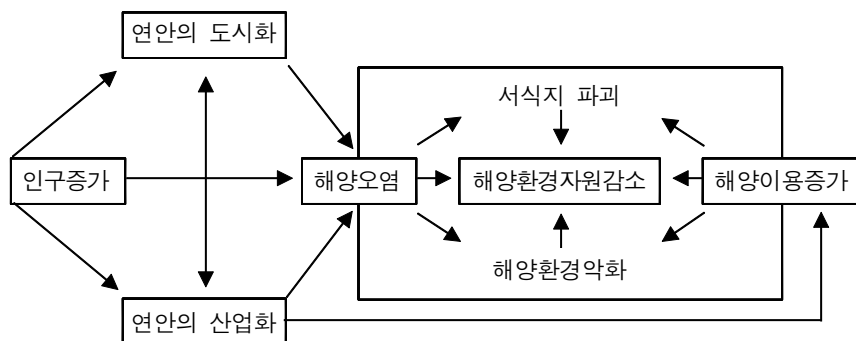 연안의 도시화
서식지 파괴
인구증가
해양오염
해양환경자원감소
해양이용증가
해양환경악화
연안의 산업화